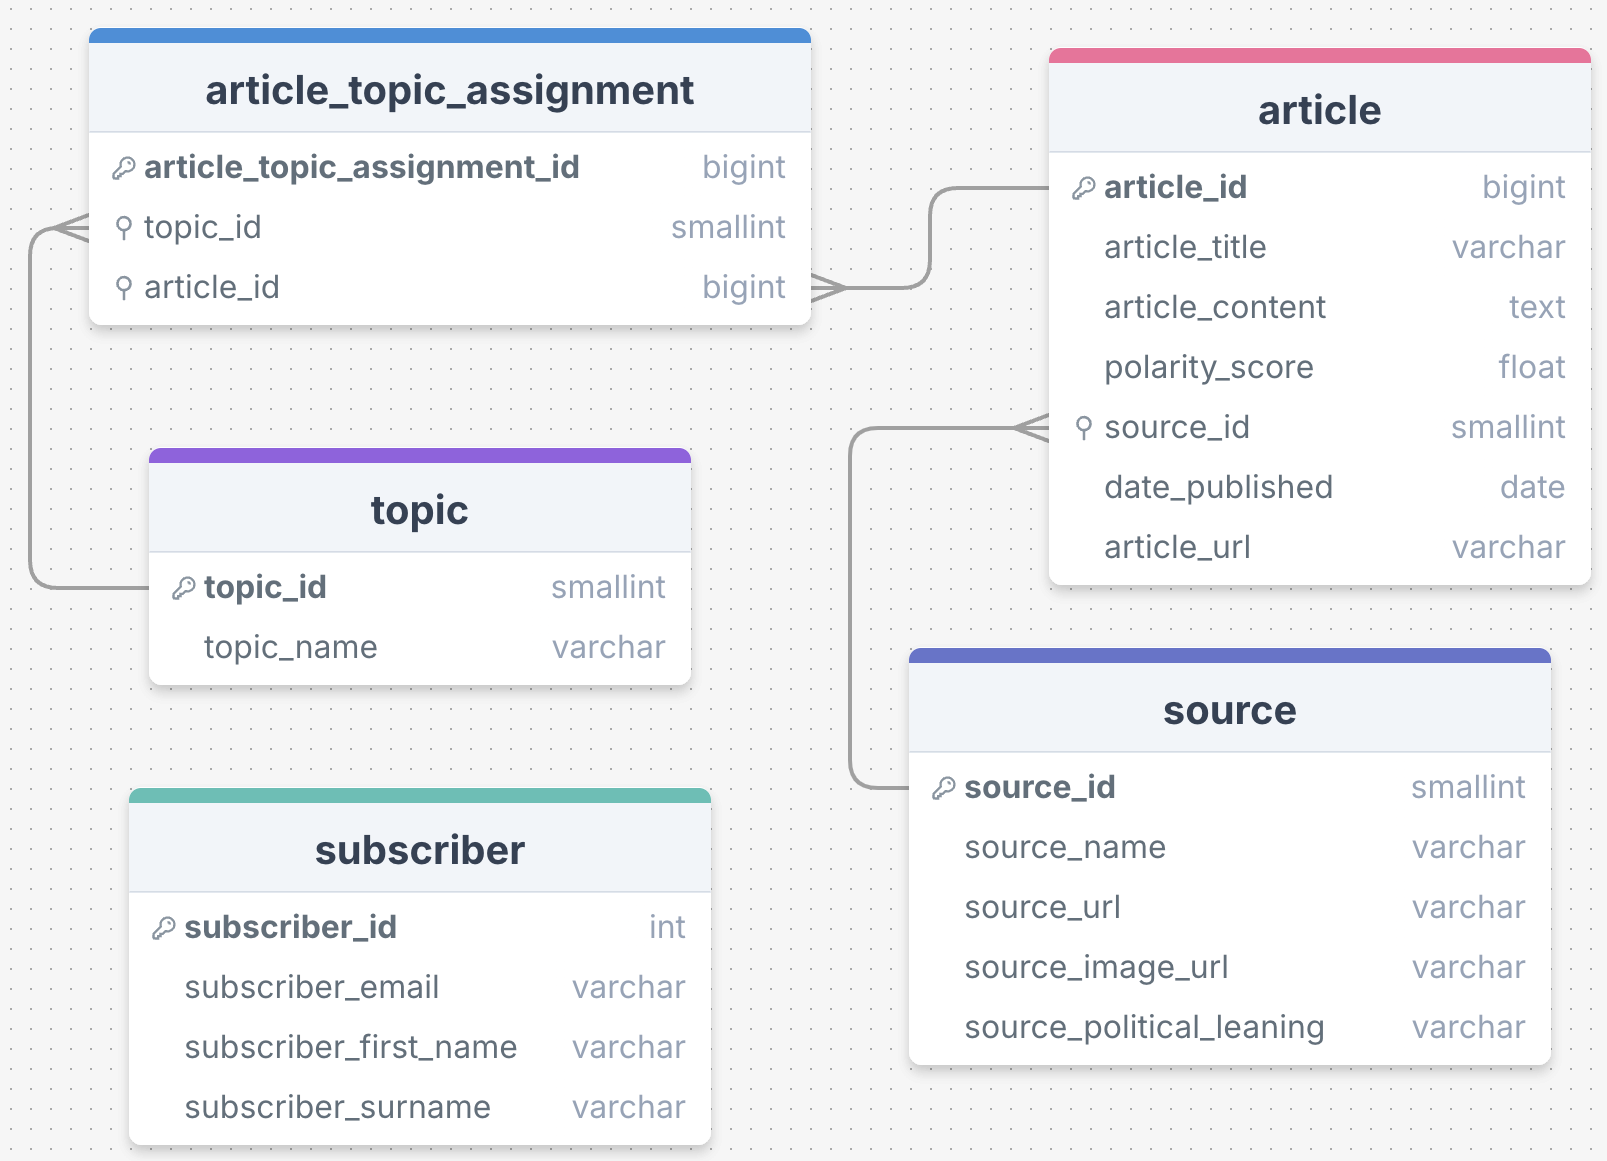 article_topic_assignment
article_topic_assignment_id bigint
topic_id smallint
article_id bigint
article
article_id bigint
article_title varchar
article_content text
polarity_score float
source_id smallint
date_published date
article_url varchar
topic
topic_id smallint
topic_name varchar
source
source_id smallint
source_name varchar
source_url varchar
source_image_url varchar
source_political_leaning varchar
subscriber
subscriber_id int
subscriber_email varchar
subscriber_first_name varchar
subscriber_surname varchar